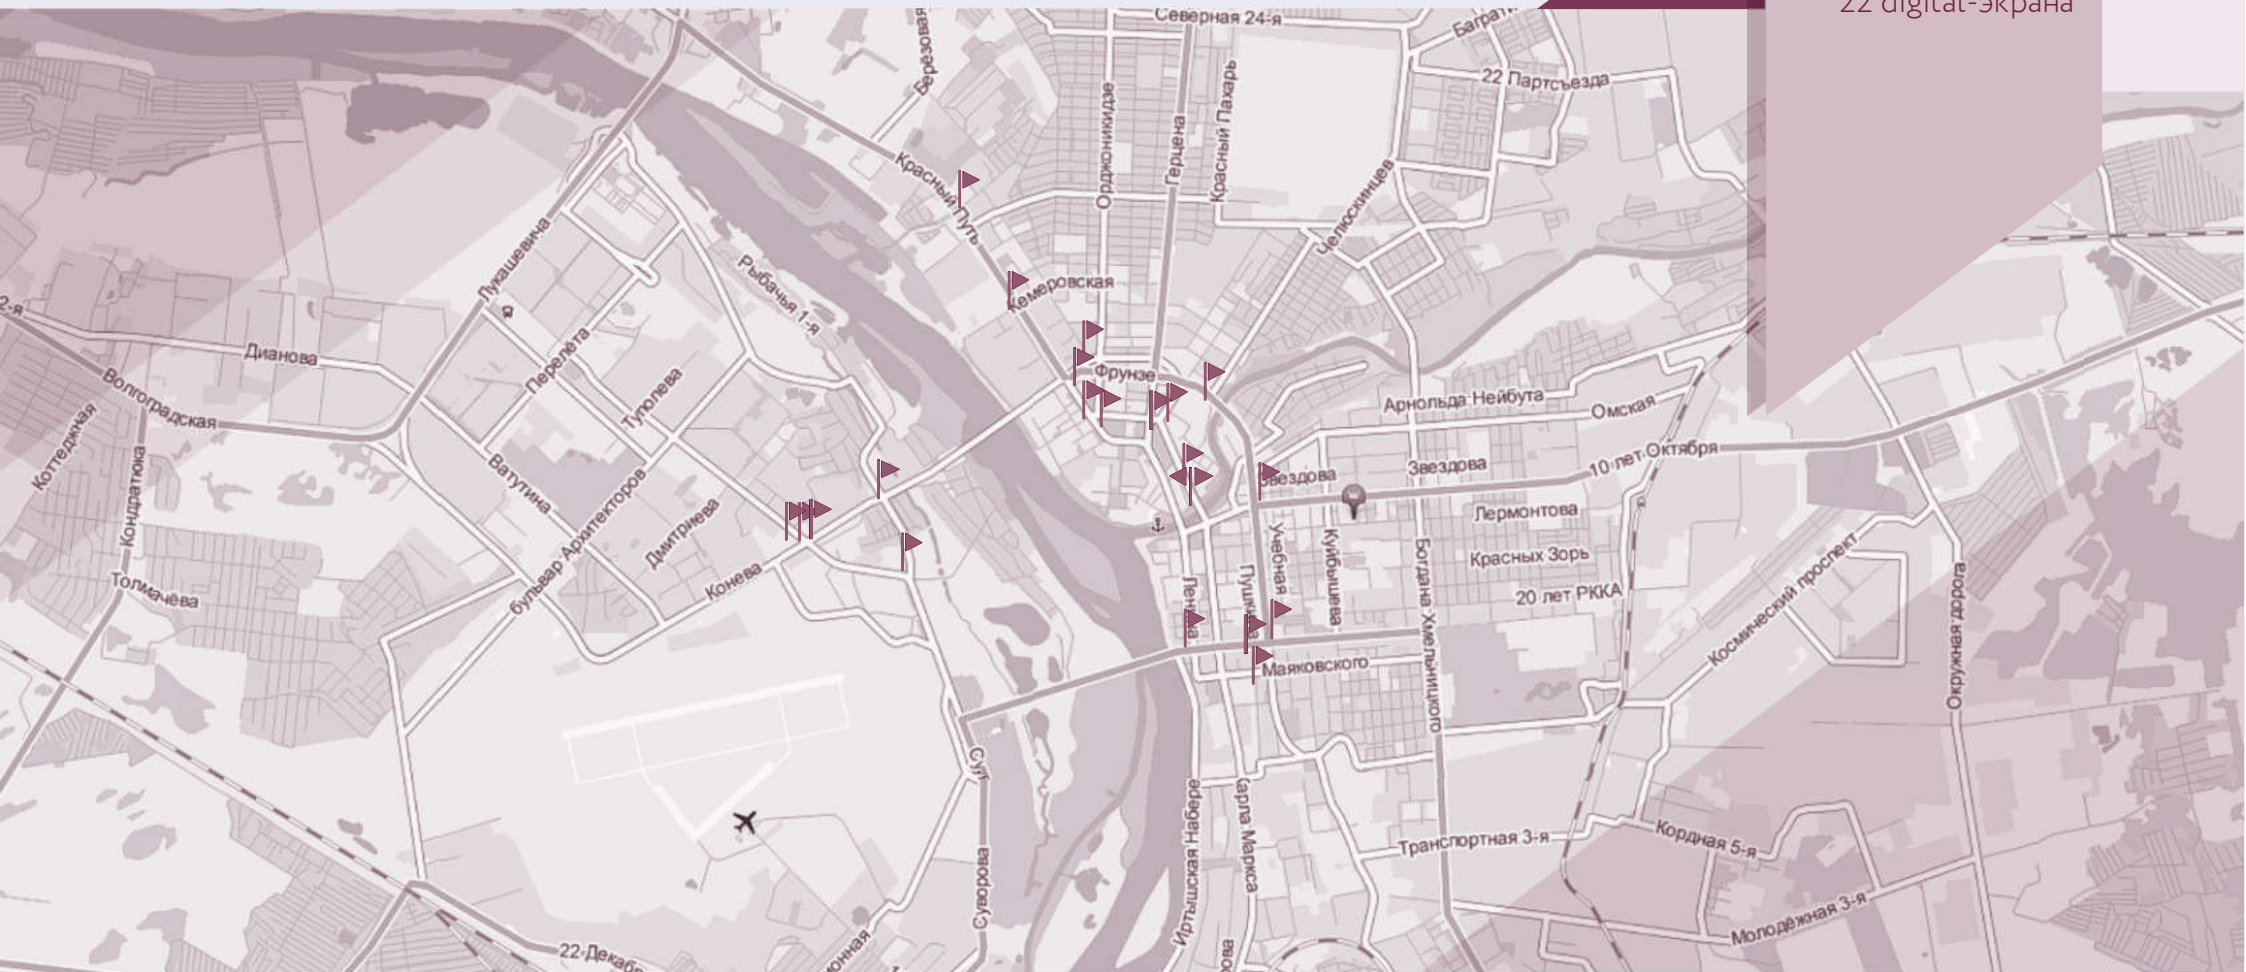 22 digital-экрана
Северная 24-я
Берёзовая
22 Партсъезда
Орджоникидзе
Герцена
Красный Пахарь
Красный Путь
Челюскинцев
Лукашевича
Рыбачья 1-я
Кемеровская
2-я
Дианова
Перелёта
Фрунзе
Волгоградская
Туполева
Арнольда Нейбута
Омская
Коттеджная
Кондратюка
Ватутина
10 лет Октября
Звездова
Звездова
бульвар Архитекторов
Дмитриева
Лермонтова
Учебная
Куйбышева
Красных Зорь
Богдана Хмельницкого
Космический проспект
Окружная дорога
Толмачёва
Конева
20 лет РККА
Маяковского
Суворова
Иртышская Набере
Карла Маркса
Транспортная 3-я
Кордная 5-я
Молодёжная 3-я
22 Декабр